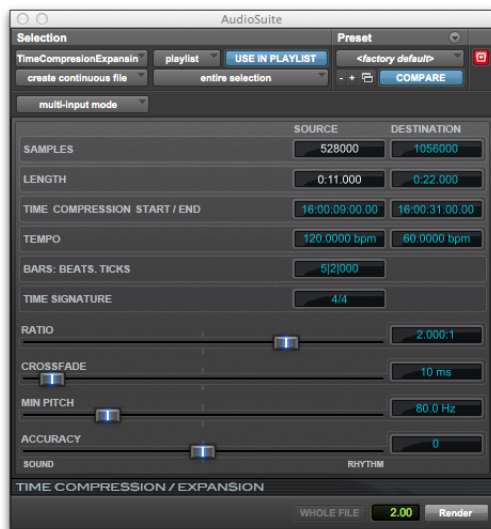 AudioSuite
Selection Preset
TimeCompresionExpansin playlist USE IN PLAYLIST <factory default>
create continuous file entire selection - + COMPARE
multi-input mode
SOURCE DESTINATION
SAMPLES 528000 1056000
LENGTH 0:11.000 0:22.000
TIME COMPRESSION START / END 16:00:09:00.00 16:00:31:00.00
TEMPO 120.0000 bpm 60.0000 bpm
BARS: BEATS. TICKS 5|2|000
TIME SIGNATURE 4/4
RATIO 2.000:1
CROSSFADE 10 ms
MIN PITCH 80.0 Hz
ACCURACY 0
SOUND RHYTHM
TIME COMPRESSION / EXPANSION
WHOLE FILE 2.00 Render